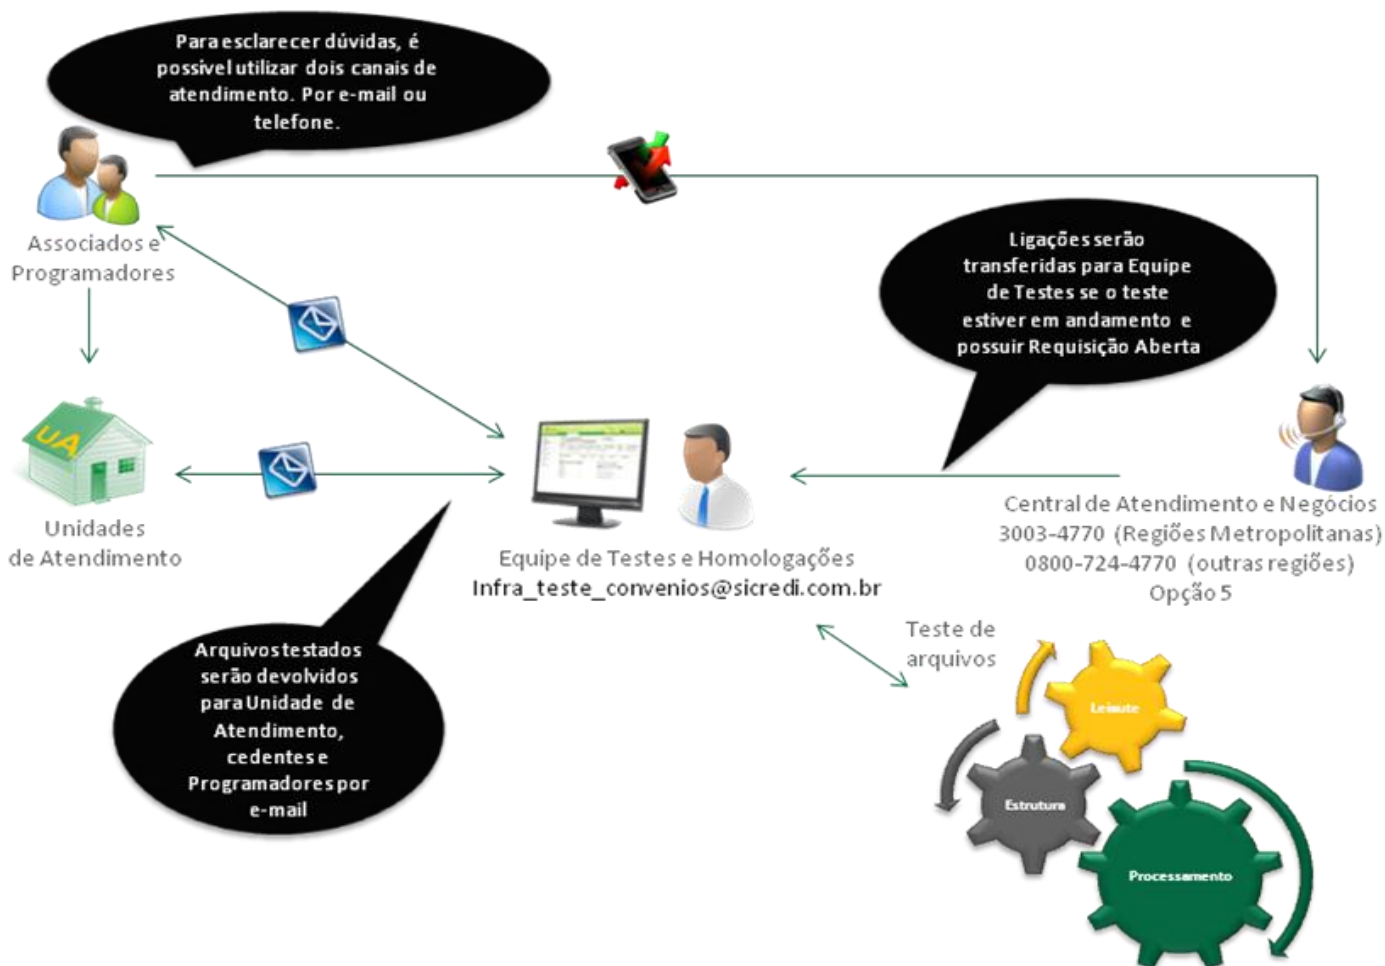 Para esclarecer dúvidas, é
possível utilizar dois canais de
atendimento. Por e-mail ou
telefone.
Associados e
Programadores
Ligações serão
transferidas para Equipe
de Testes se o teste
estiver em andamento e
possuir Requisição Aberta
UA
Unidades
de Atendimento
Equipe de Testes e Homologações
Infra_teste_convenios@sicredi.com.br
Central de Atendimento e Negócios
3003-4770 (Regiões Metropolitanas)
0800-724-4770 (outras regiões)
Opção 5
Arquivos testados
serão devolvidos
para Unidade de
Atendimento,
cedentes e
Programadores por
e-mail
Teste de
arquivos
Leiaute
Estrutura
Processamento